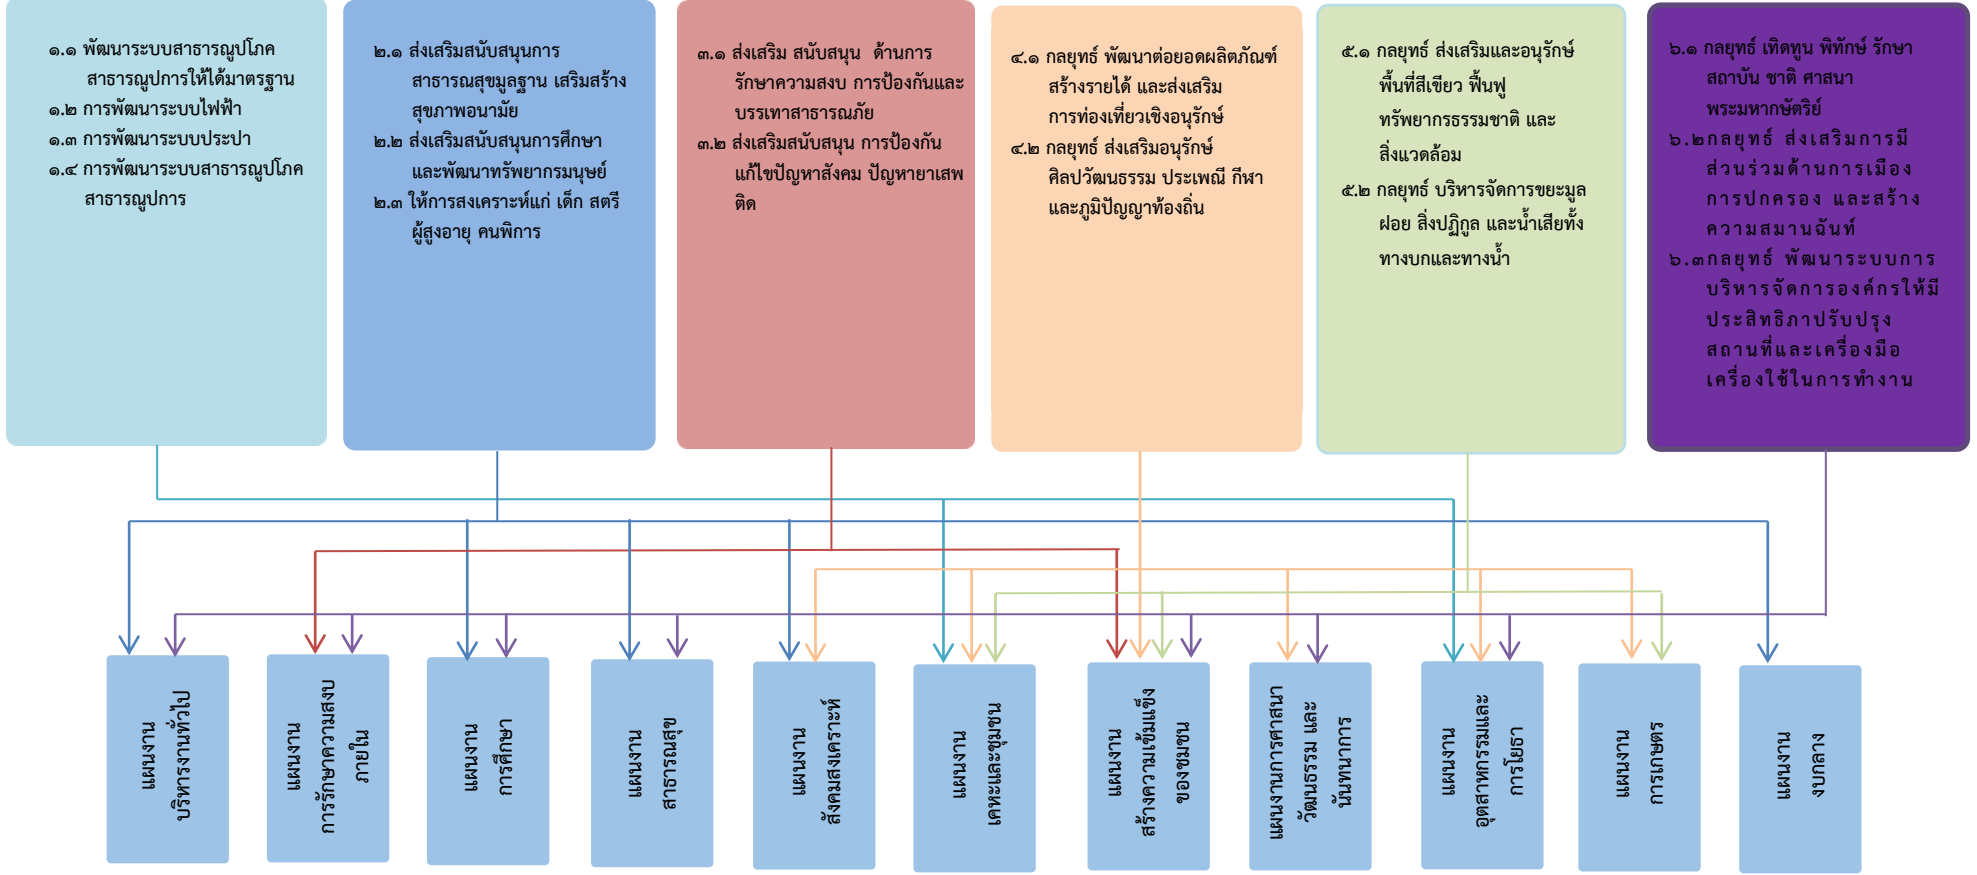 ๑.๑ พัฒนาระบบสาธารณูปโภค
สาธารณูปการให้ได้มาตรฐาน
๑.๒ การพัฒนาระบบไฟฟ้า
๑.๓ การพัฒนาระบบประปา
๑.๔ การพัฒนาระบบสาธารณูปโภค
สาธารณูปการ
๒.๑ ส่งเสริมสนับสนุนการ
สาธารณสุขมูลฐาน เสริมสร้าง
สุขภาพอนามัย
๒.๒ ส่งเสริมสนับสนุนการศึกษา
และพัฒนาทรัพยากรมนุษย์
๒.๓ ให้การสงเคราะห์แก่ เด็ก สตรี
ผู้สูงอายุ คนพิการ
๓.๑ ส่งเสริม สนับสนุน  ด้านการ
รักษาความสงบ การป้องกันและ
บรรเทาสาธารณภัย
๓.๒ ส่งเสริมสนับสนุน การป้องกัน
แก้ไขปัญหาสังคม ปัญหายาเสพ
ติด
๔.๑ กลยุทธ์ พัฒนาต่อยอดผลิตภัณฑ์
สร้างรายได้ และส่งเสริม
การท่องเที่ยวเชิงอนุรักษ์
๔.๒ กลยุทธ์ ส่งเสริมอนุรักษ์
ศิลปวัฒนธรรม ประเพณี กีฬา
และภูมิปัญญาท้องถิ่น
๕.๑ กลยุทธ์ ส่งเสริมและอนุรักษ์
พื้นที่สีเขียว ฟื้นฟู
ทรัพยากรธรรมชาติ และ
สิ่งแวดล้อม
๕.๒ กลยุทธ์ บริหารจัดการขยะมูล
ฝอย สิ่งปฏิกูล และน้ำเสียทั้ง
ทางบกและทางน้ำ
๖.๑ กลยุทธ์ เทิดทูน พิทักษ์ รักษา
สถาบัน ชาติ ศาสนา
พระมหากษัตริย์
๖.๒กลยุทธ์ ส่งเสริมการมี
ส่วนร่วมด้านการเมือง
การปกครอง และสร้าง
ความสมานฉันท์
๖.๓กลยุทธ์ พัฒนาระบบการ
บริหารจัดการองค์กรให้มี
ประสิทธิภาปรับปรุง
สถานที่และเครื่องมือ
เครื่องใช้ในการทำงาน
แผนงาน
บริหารงานทั่วไป
แผนงาน
การรักษาความสงบ
ภายใน
แผนงาน
การศึกษา
แผนงาน
สาธารณสุข
แผนงาน
สังคมสงเคราะห์
แผนงาน
เคหะและชุมชน
แผนงาน
สร้างความเข้มแข็ง
ของชุมชน
แผนงานการศาสนา
วัฒนธรรม และ
นันทนาการ
แผนงาน
อุตสาหกรรมและ
การโยธา
แผนงาน
การเกษตร
แผนงาน
งบกลาง